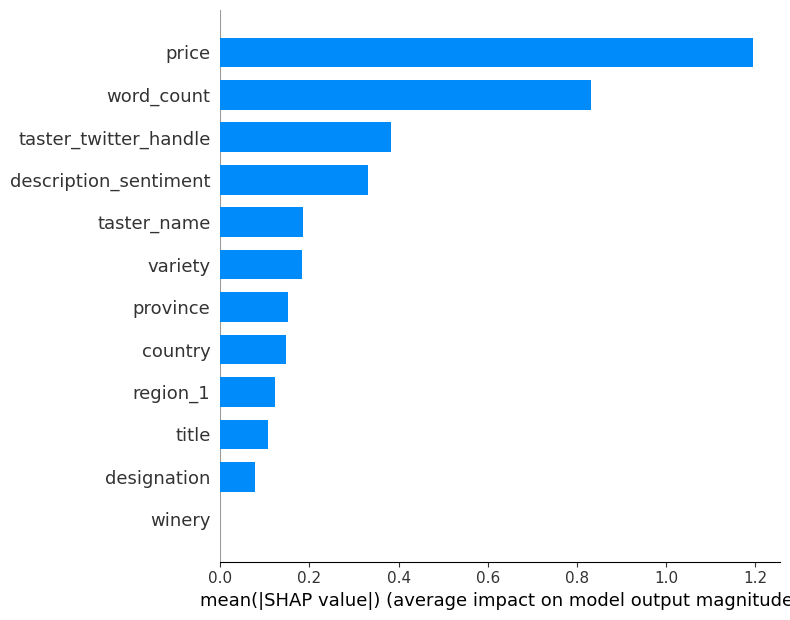 price
word_count
taster_twitter_handle
description_sentiment
taster_name
variety
province
country
region_1
title
designation
winery
0.0 0.2 0.4 0.6 0.8 1.0 1.2
mean(|SHAP value|) (average impact on model output magnitude